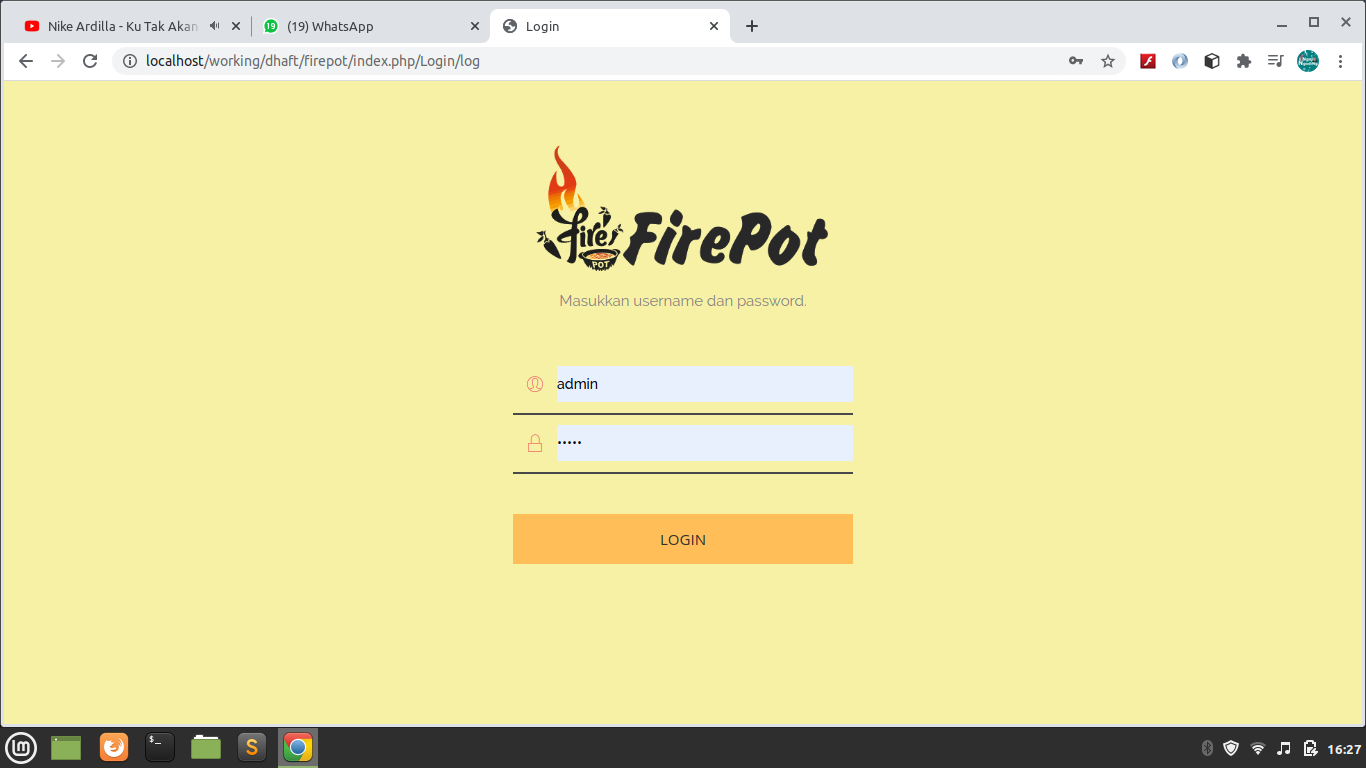 Nike Ardilla - Ku Tak Akan
(19) WhatsApp
Login
localhost/working/dhaft/firepot/index.php/Login/log
Fire
POT
FirePot
Masukkan username dan password.
admin
•••••
LOGIN
16:27